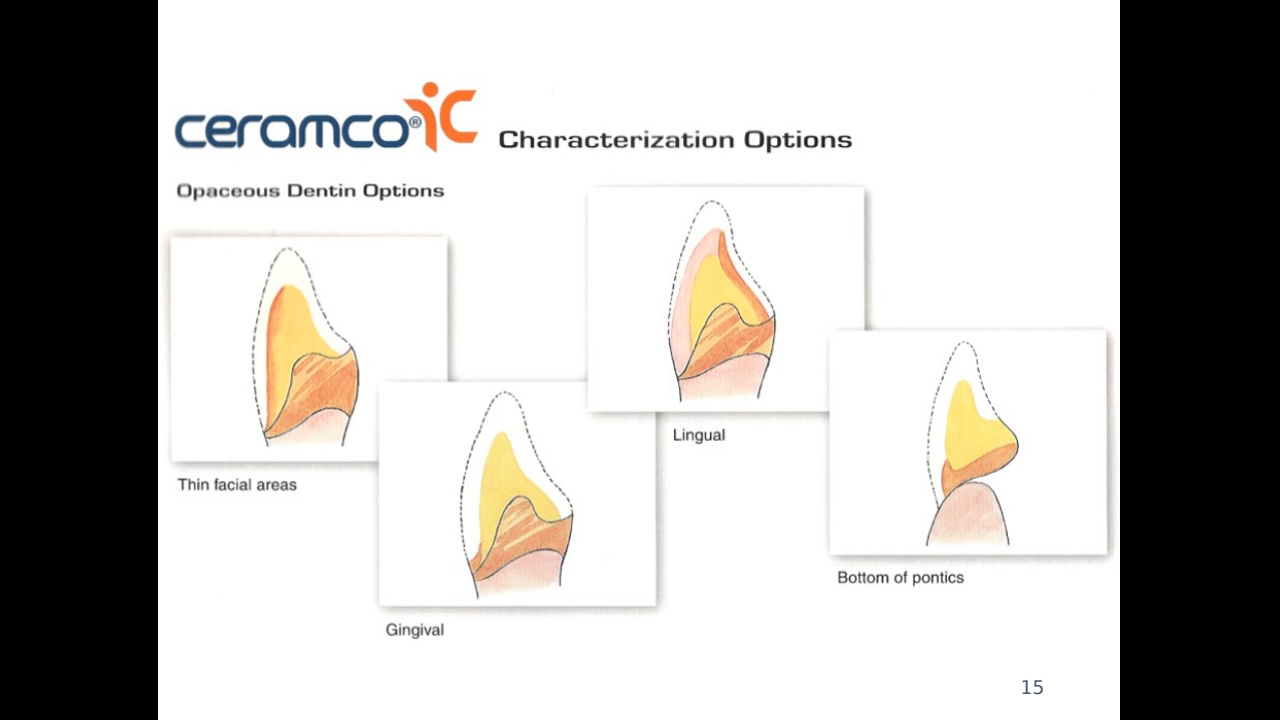 ceramco® iC Characterization Options
Opaceous Dentin Options
Thin facial areas
Gingival
Lingual
Bottom of pontics
15